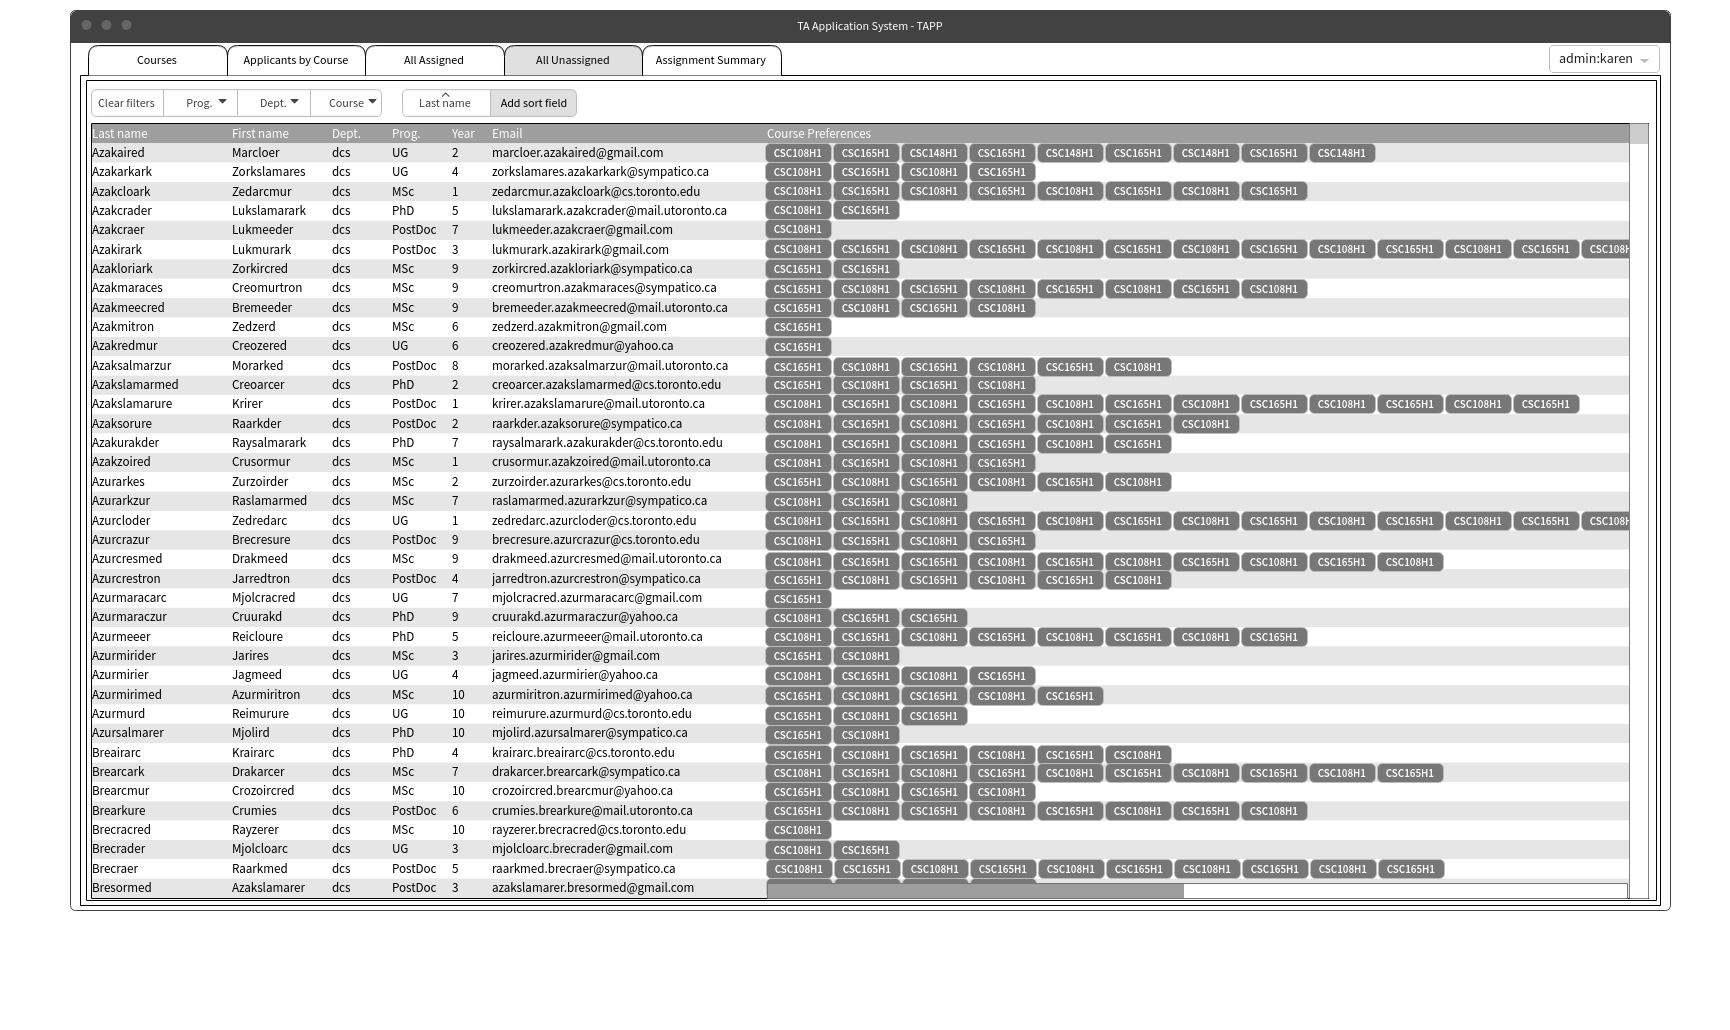 TA Application System - TAPP
Courses Applicants by Course All Assigned All Unassigned Assignment Summary admin:karen
Clear filters Prog. Dept. Course Last name Add sort field
Last name First name Dept. Prog. Year Email Course Preferences
Azakaired Marcloer dcs UG 2 marcloer.azakaired@gmail.com CSC108H1 CSC165H1 CSC148H1 CSC165H1 CSC148H1 CSC165H1 CSC148H1 CSC165H1 CSC148H1
Azakarkark Zorkslamares dcs UG 4 zorkslamares.azakarkark@sympatico.ca CSC108H1 CSC165H1 CSC108H1 CSC165H1
Azakcloark Zedarcmur dcs MSc 1 zedarcmur.azakcloark@cs.toronto.edu CSC108H1 CSC165H1 CSC108H1 CSC165H1 CSC108H1 CSC165H1 CSC108H1 CSC165H1
Azakcrader Lukslamarark dcs PhD 5 lukslamarark.azakcrader@mail.utoronto.ca CSC108H1 CSC165H1
Azakcraer Lukmeeder dcs PostDoc 7 lukmeeder.azakcraer@gmail.com CSC108H1
Azakirark Lukmurark dcs PostDoc 3 lukmurark.azakirark@gmail.com CSC108H1 CSC165H1 CSC108H1 CSC165H1 CSC108H1 CSC165H1 CSC108H1 CSC165H1 CSC108H1 CSC165H1 CSC108H1 CSC165H1 CSC108H
Azakloriark Zorkircred dcs MSc 9 zorkircred.azakloriark@sympatico.ca CSC165H1 CSC165H1
Azakmaraces Creomurtron dcs MSc 9 creomurtron.azakmaraces@sympatico.ca CSC165H1 CSC108H1 CSC165H1 CSC108H1 CSC165H1 CSC108H1 CSC165H1 CSC108H1
Azakmeecred Bremeeder dcs MSc 9 bremeeder.azakmeecred@mail.utoronto.ca CSC165H1 CSC108H1 CSC165H1 CSC108H1
Azakmitron Zedzerd dcs MSc 6 zedzerd.azakmitron@gmail.com CSC165H1
Azakredmur Creozered dcs UG 6 creozered.azakredmur@yahoo.ca CSC165H1
Azaksalmarzur Morarked dcs PostDoc 8 morarked.azaksalmarzur@mail.utoronto.ca CSC165H1 CSC108H1 CSC165H1 CSC108H1 CSC165H1 CSC108H1
Azakslamarmed Creoarcer dcs PhD 2 creoarcer.azakslamarmed@cs.toronto.edu CSC165H1 CSC108H1 CSC165H1 CSC108H1
Azakslamarure Krirer dcs PostDoc 1 krirer.azakslamarure@mail.utoronto.ca CSC108H1 CSC165H1 CSC108H1 CSC165H1 CSC108H1 CSC165H1 CSC108H1 CSC165H1 CSC108H1 CSC165H1 CSC108H1 CSC165H1
Azaksorure Raarkder dcs PostDoc 2 raarkder.azaksorure@sympatico.ca CSC108H1 CSC165H1 CSC108H1 CSC165H1 CSC108H1 CSC165H1 CSC108H1
Azakurakder Raysalmarark dcs PhD 7 raysalmarark.azakurakder@cs.toronto.edu CSC108H1 CSC165H1 CSC108H1 CSC165H1 CSC108H1 CSC165H1
Azakzoired Crusormur dcs MSc 1 crusormur.azakzoired@mail.utoronto.ca CSC108H1 CSC165H1 CSC108H1 CSC165H1
Azurarkes Zurzoirder dcs MSc 2 zurzoirder.azurarkes@cs.toronto.edu CSC165H1 CSC108H1 CSC165H1 CSC108H1 CSC165H1 CSC108H1
Azurarkzur Raslamarmed dcs MSc 7 raslamarmed.azurarkzur@sympatico.ca CSC108H1 CSC165H1 CSC108H1
Azurcloder Zedredarc dcs UG 1 zedredarc.azurcloder@cs.toronto.edu CSC108H1 CSC165H1 CSC108H1 CSC165H1 CSC108H1 CSC165H1 CSC108H1 CSC165H1 CSC108H1 CSC165H1 CSC108H1 CSC165H1 CSC108H
Azurcrazur Brecresure dcs PostDoc 9 brecresure.azurcrazur@cs.toronto.edu CSC108H1 CSC165H1 CSC108H1 CSC165H1
Azurcresmed Drakmeed dcs MSc 9 drakmeed.azurcresmed@mail.utoronto.ca CSC108H1 CSC165H1 CSC165H1 CSC108H1 CSC165H1 CSC108H1 CSC165H1 CSC108H1 CSC165H1 CSC108H1
Azurcrestron Jarredtron dcs PostDoc 4 jarredtron.azurcrestron@sympatico.ca CSC165H1 CSC108H1 CSC165H1 CSC108H1 CSC165H1 CSC108H1
Azurmaracarc Mjolcracred dcs UG 7 mjolcracred.azurmaracarc@gmail.com CSC165H1
Azurmaraczur Cruurakd dcs PhD 9 cruurakd.azurmaraczur@yahoo.ca CSC108H1 CSC165H1 CSC165H1
Azurmeeer Reicloure dcs PhD 5 reicloure.azurmeeer@mail.utoronto.ca CSC108H1 CSC165H1 CSC108H1 CSC165H1 CSC108H1 CSC165H1 CSC108H1 CSC165H1
Azurmirider Jarires dcs MSc 3 jarires.azurmirider@gmail.com CSC165H1 CSC108H1
Azurmirier Jagmeed dcs UG 4 jagmeed.azurmirier@yahoo.ca CSC108H1 CSC165H1 CSC108H1 CSC165H1
Azurmirimed Azurmiritron dcs MSc 10 azurmiritron.azurmirimed@yahoo.ca CSC165H1 CSC108H1 CSC165H1 CSC108H1 CSC165H1
Azurmurd Reimurure dcs UG 10 reimurure.azurmurd@cs.toronto.edu CSC165H1 CSC108H1 CSC165H1
Azursalmarer Mjolird dcs PhD 10 mjolird.azursalmarer@sympatico.ca CSC165H1 CSC108H1
Breairarc Krairarc dcs PhD 4 krairarc.breairarc@cs.toronto.edu CSC165H1 CSC108H1 CSC165H1 CSC108H1 CSC165H1 CSC108H1
Brearcark Drakarcer dcs MSc 7 drakarcer.brearcark@sympatico.ca CSC108H1 CSC165H1 CSC108H1 CSC165H1 CSC108H1 CSC165H1 CSC108H1 CSC165H1 CSC108H1 CSC165H1
Brearcmur Crozoircred dcs MSc 10 crozoircred.brearcmur@yahoo.ca CSC165H1 CSC108H1 CSC165H1 CSC108H1
Brearkure Crumies dcs PostDoc 6 crumies.brearkure@mail.utoronto.ca CSC165H1 CSC108H1 CSC165H1 CSC108H1 CSC165H1 CSC108H1 CSC165H1 CSC108H1
Brecracred Rayzerer dcs MSc 10 rayzerer.brecracred@cs.toronto.edu CSC108H1
Brecrader Mjolcloarc dcs UG 3 mjolcloarc.brecrader@gmail.com CSC108H1 CSC165H1
Brecraer Raarkmed dcs PostDoc 5 raarkmed.brecraer@sympatico.ca CSC108H1 CSC165H1 CSC108H1 CSC165H1 CSC108H1 CSC165H1 CSC108H1 CSC165H1 CSC108H1 CSC165H1
Bresormed Azakslamarer dcs PostDoc 3 azakslamarer.bresormed@gmail.com